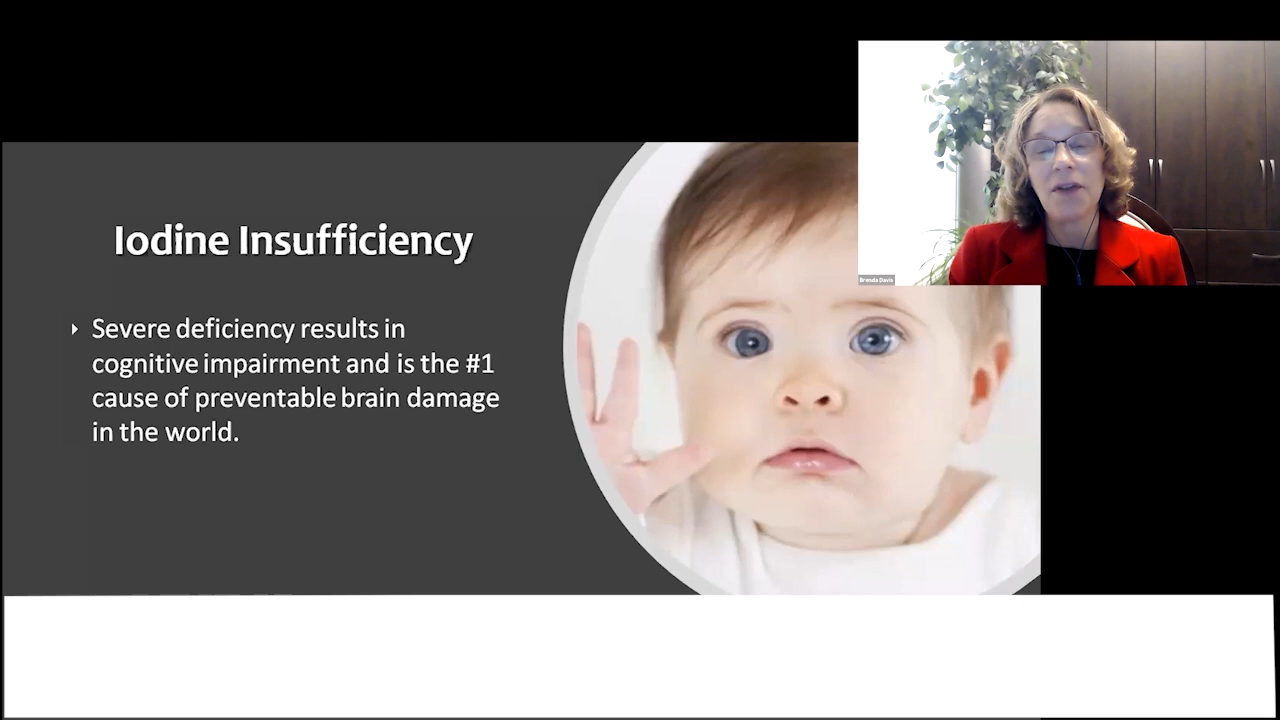 Iodine Insufficiency
Severe deficiency results in
cognitive impairment and is the #1
cause of preventable brain damage
in the world.
Brenda Davis